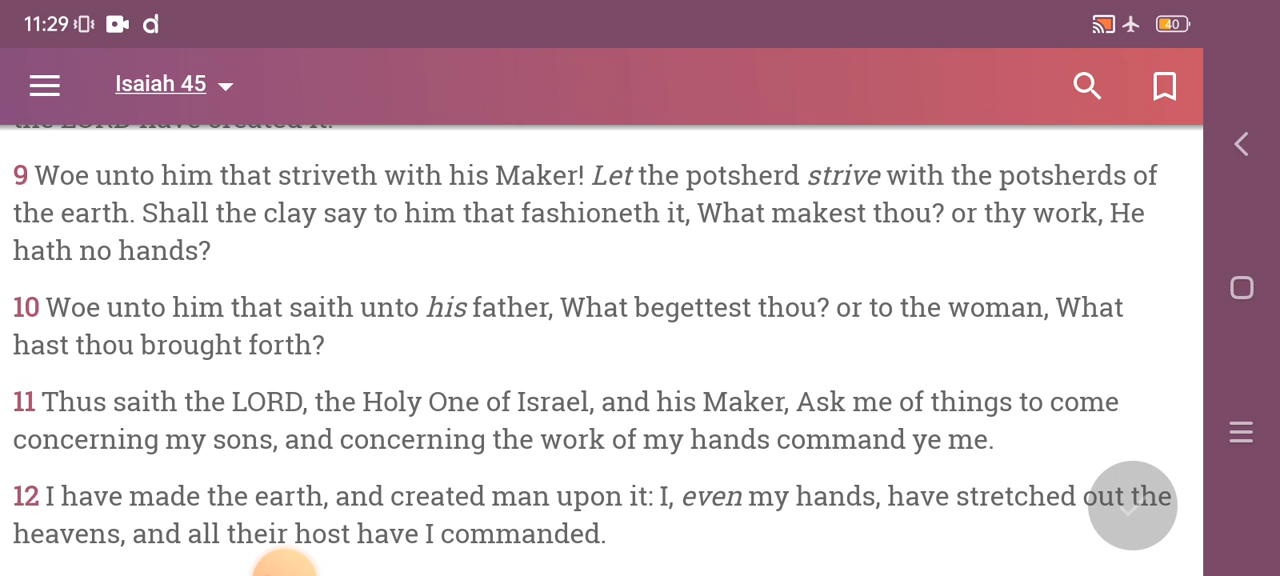 11:29
40
Isaiah 45
the LORD have created it.
9 Woe unto him that striveth with his Maker! Let the potsherd strive with the potsherds of
the earth. Shall the clay say to him that fashioneth it, What makest thou? or thy work, He
hath no hands?
10 Woe unto him that saith unto his father, What begettest thou? or to the woman, What
hast thou brought forth?
11 Thus saith the LORD, the Holy One of Israel, and his Maker, Ask me of things to come
concerning my sons, and concerning the work of my hands command ye me.
12 I have made the earth, and created man upon it: I, even my hands, have stretched out the
heavens, and all their host have I commanded.